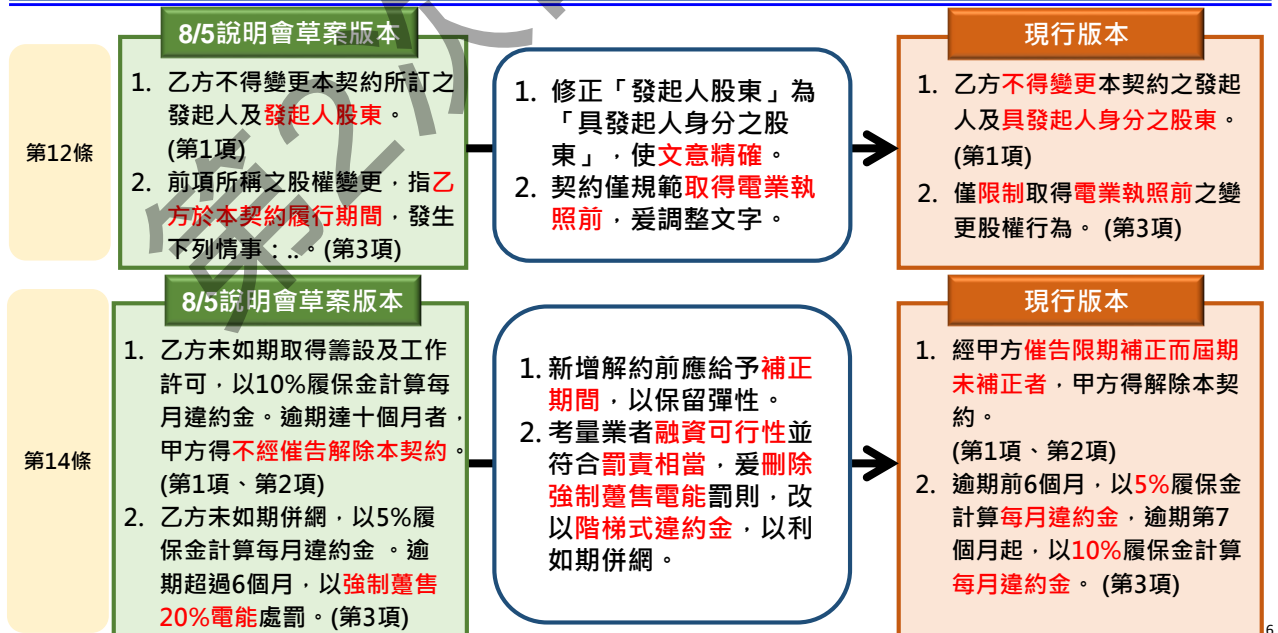 第12條
8/5說明會草案版本
1. 乙方不得變更本契約所訂之
發起人及發起人股東。
(第1項)
2. 前項所稱之股權變更，指乙
方於本契約履行期間，發生
下列情事：..。(第3項)
1. 修正「發起人股東」為
「具發起人身分之股
東」，使文意精確。
2. 契約僅規範取得電業執
照前，爰調整文字。
現行版本
1. 乙方不得變更本契約之發起
人及具發起人身分之股東。
(第1項)
2. 僅限制取得電業執照前之變
更股權行為。 (第3項)
第14條
8/5說明會草案版本
1. 乙方未如期取得籌設及工作
許可，以10%履保金計算每
月違約金。逾期達十個月者，
甲方得不經催告解除本契約。
(第1項、第2項)
2. 乙方未如期併網，以5%履
保金計算每月違約金 。逾
期超過6個月，以強制躉售
20%電能處罰。(第3項)
1. 新增解約前應給予補正
期間，以保留彈性。
2. 考量業者融資可行性並
符合罰責相當，爰刪除
強制躉售電能罰則，改
以階梯式違約金，以利
如期併網。
現行版本
1. 經甲方催告限期補正而屆期
未補正者，甲方得解除本契
約。
(第1項、第2項)
2. 逾期前6個月，以5%履保金
計算每月違約金，逾期第7
個月起，以10%履保金計算
每月違約金。 (第3項)
6
第2次